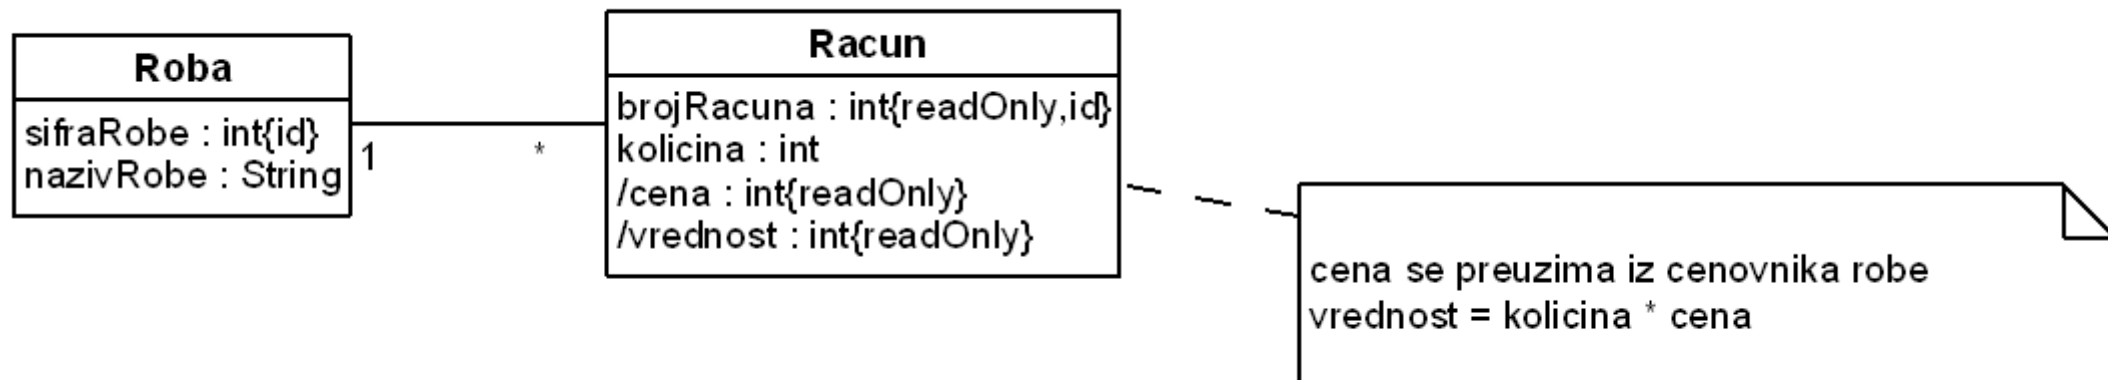 Roba
sifraRobe : int{id}
nazivRobe : String
1
*
Racun
brojRacuna : int{readOnly,id}
kolicina : int
/cena : int{readOnly}
/vrednost : int{readOnly}
cena se preuzima iz cenovnika robe
vrednost = kolicina * cena